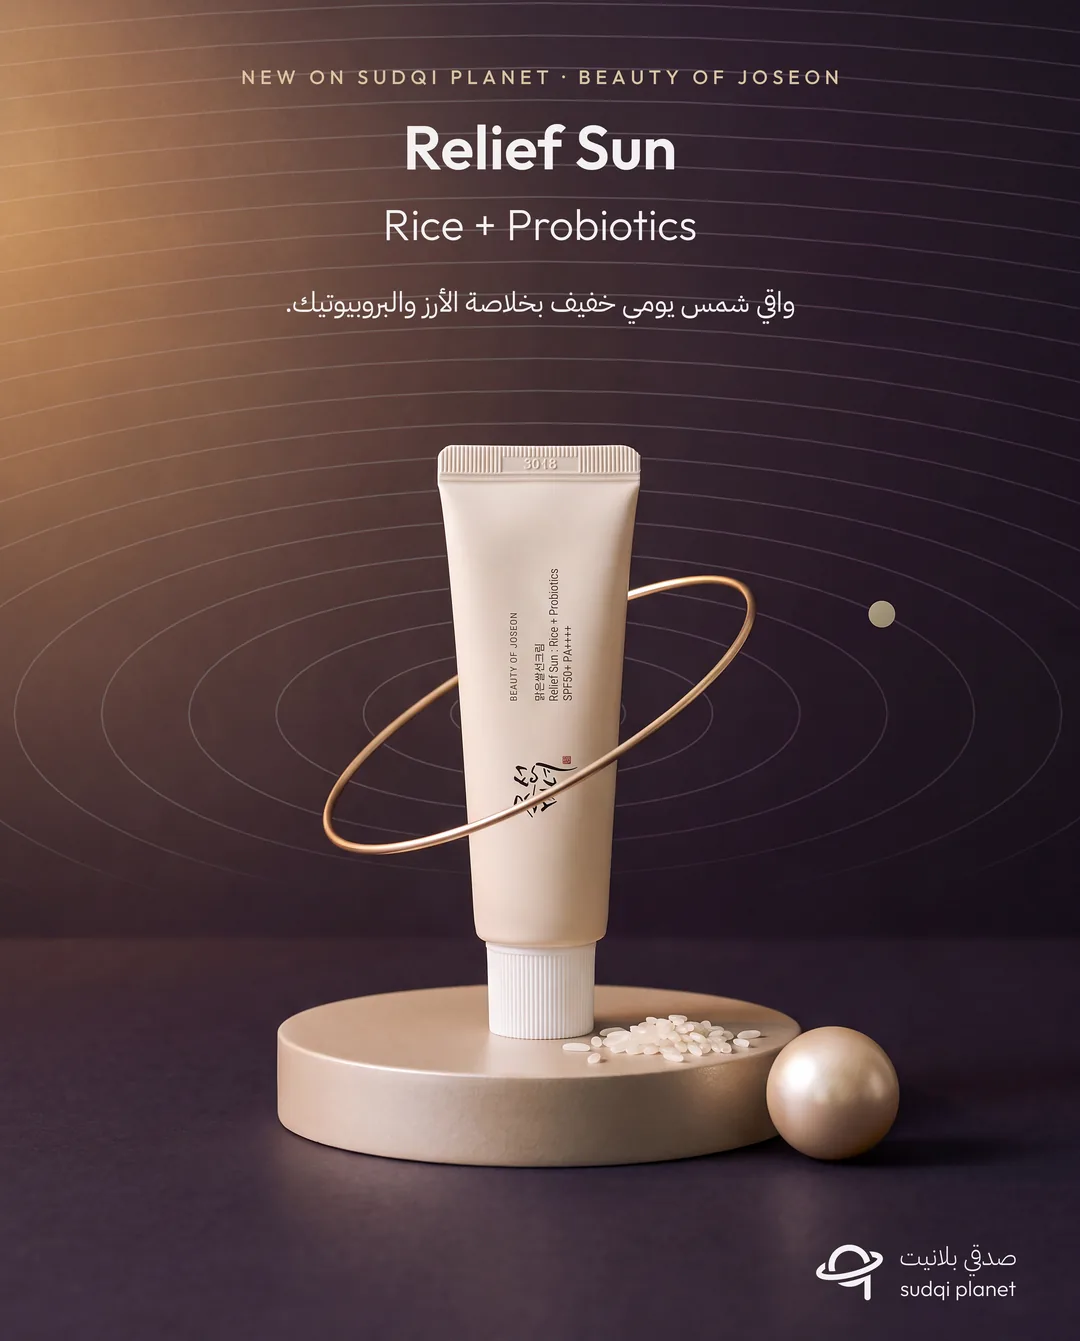 NEW ON SUDQI PLANET · BEAUTY OF JOSEON
Relief Sun
Rice + Probiotics
واقي شمس يومي خفيف بخلاصة الأرز والبروبيوتيك.
3018
BEAUTY OF JOSEON
맑은쌀선크림
Relief Sun : Rice + Probiotics
SPF50+ PA++++
صدقي بلانيت
sudqi planet